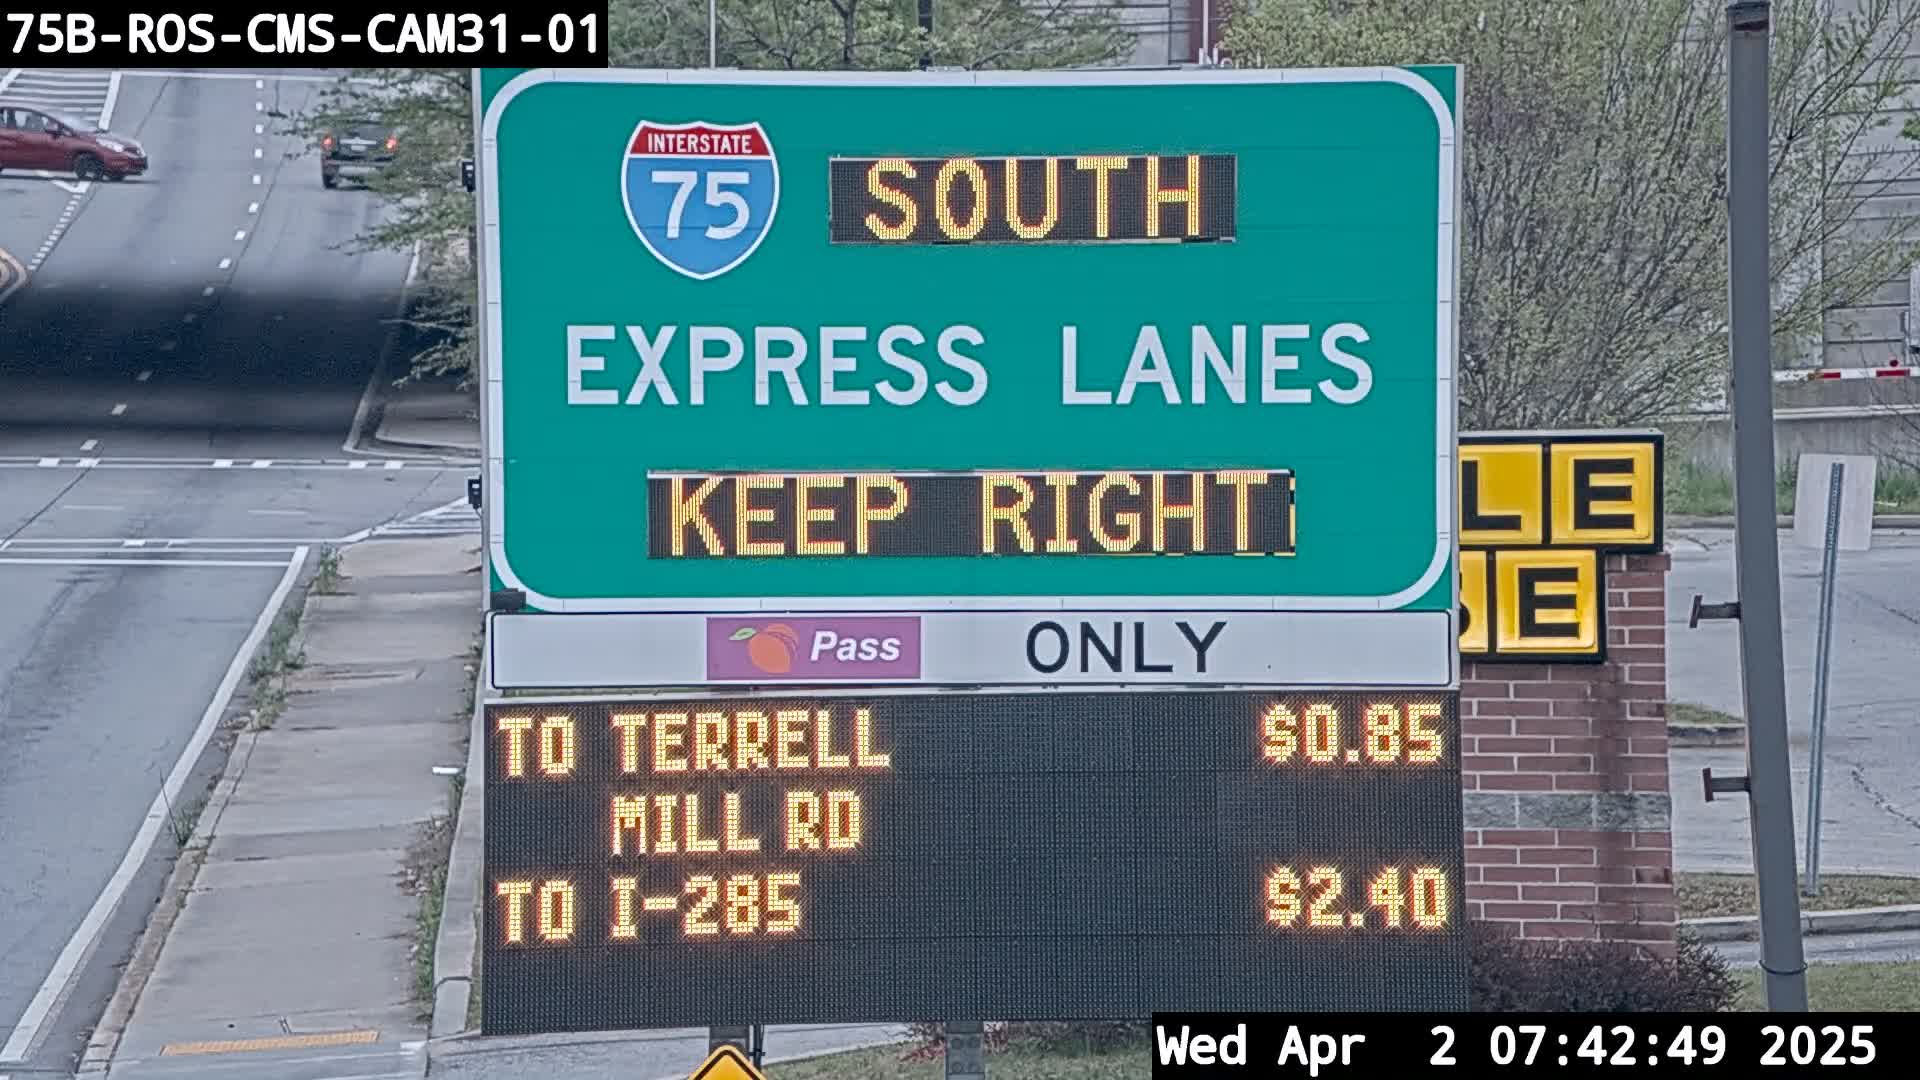 75B-ROS-CMS-CAM31-01
INTERSTATE
75
SOUTH
EXPRESS LANES
KEEP RIGHT
Pass ONLY
LE
E
TO TERRELL $0.85
MILL RD
TO I-285 $2.40
Wed Apr 2 07:42:49 2025